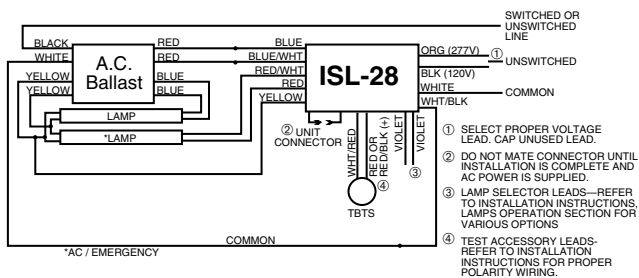 SWITCHED OR
UNSWITCHED
LINE
BLACK
RED
BLUE
ORG (277V)
①
WHITE
A.C.
Ballast
RED
BLUE/WHT
ISL-28
UNSWITCHED
RED/WHT
BLK (120V)
YELLOW
BLUE
RED
WHITE
COMMON
YELLOW
BLUE
YELLOW
WHT/BLK
LAMP
*LAMP
② UNIT
CONNECTOR
WHT/RED
RED OR
RED/BLK (+)
VIOLET
VIOLET
③
④
TBTS
COMMON
*AC / EMERGENCY
① SELECT PROPER VOLTAGE
LEAD. CAP UNUSED LEAD.
② DO NOT MATE CONNECTOR UNTIL
INSTALLATION IS COMPLETE AND
AC POWER IS SUPPLIED.
③ LAMP SELECTOR LEADS—REFER
TO INSTALLATION INSTRUCTIONS,
LAMPS OPERATION SECTION FOR
VARIOUS OPTIONS
④ TEST ACCESSORY LEADS-
REFER TO INSTALLATION
INSTRUCTIONS FOR PROPER
POLARITY WIRING.